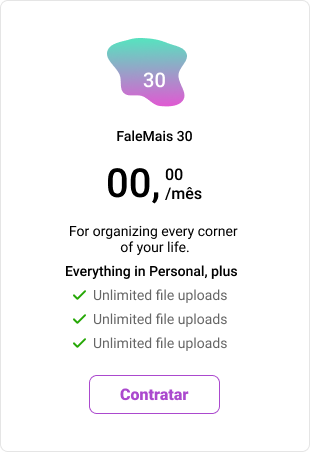 30
FaleMais 30
00,
00
/mês
For organizing every corner
of your life.
Everything in Personal, plus
Unlimited file uploads
Unlimited file uploads
Unlimited file uploads
Contratar